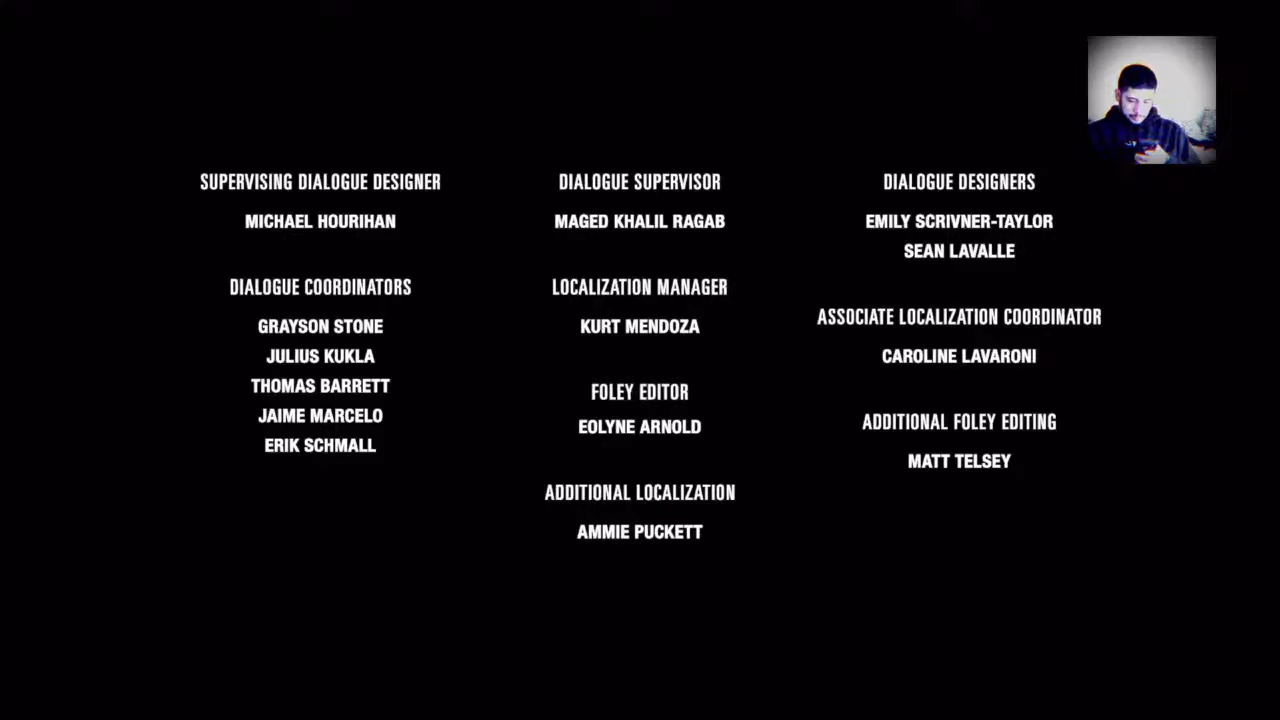 SUPERVISING DIALOGUE DESIGNER
MICHAEL HOURIHAN
DIALOGUE COORDINATORS
GRAYSON STONE
JULIUS KUKLA
THOMAS BARRETT
JAIME MARCELO
ERIK SCHMALL
DIALOGUE SUPERVISOR
MAGED KHALIL RAGAB
LOCALIZATION MANAGER
KURT MENDOZA
FOLEY EDITOR
EOLYNE ARNOLD
ADDITIONAL LOCALIZATION
AMMIE PUCKETT
DIALOGUE DESIGNERS
EMILY SCRIVNER-TAYLOR
SEAN LAVALLE
ASSOCIATE LOCALIZATION COORDINATOR
CAROLINE LAVARONI
ADDITIONAL FOLEY EDITING
MATT TELSEY